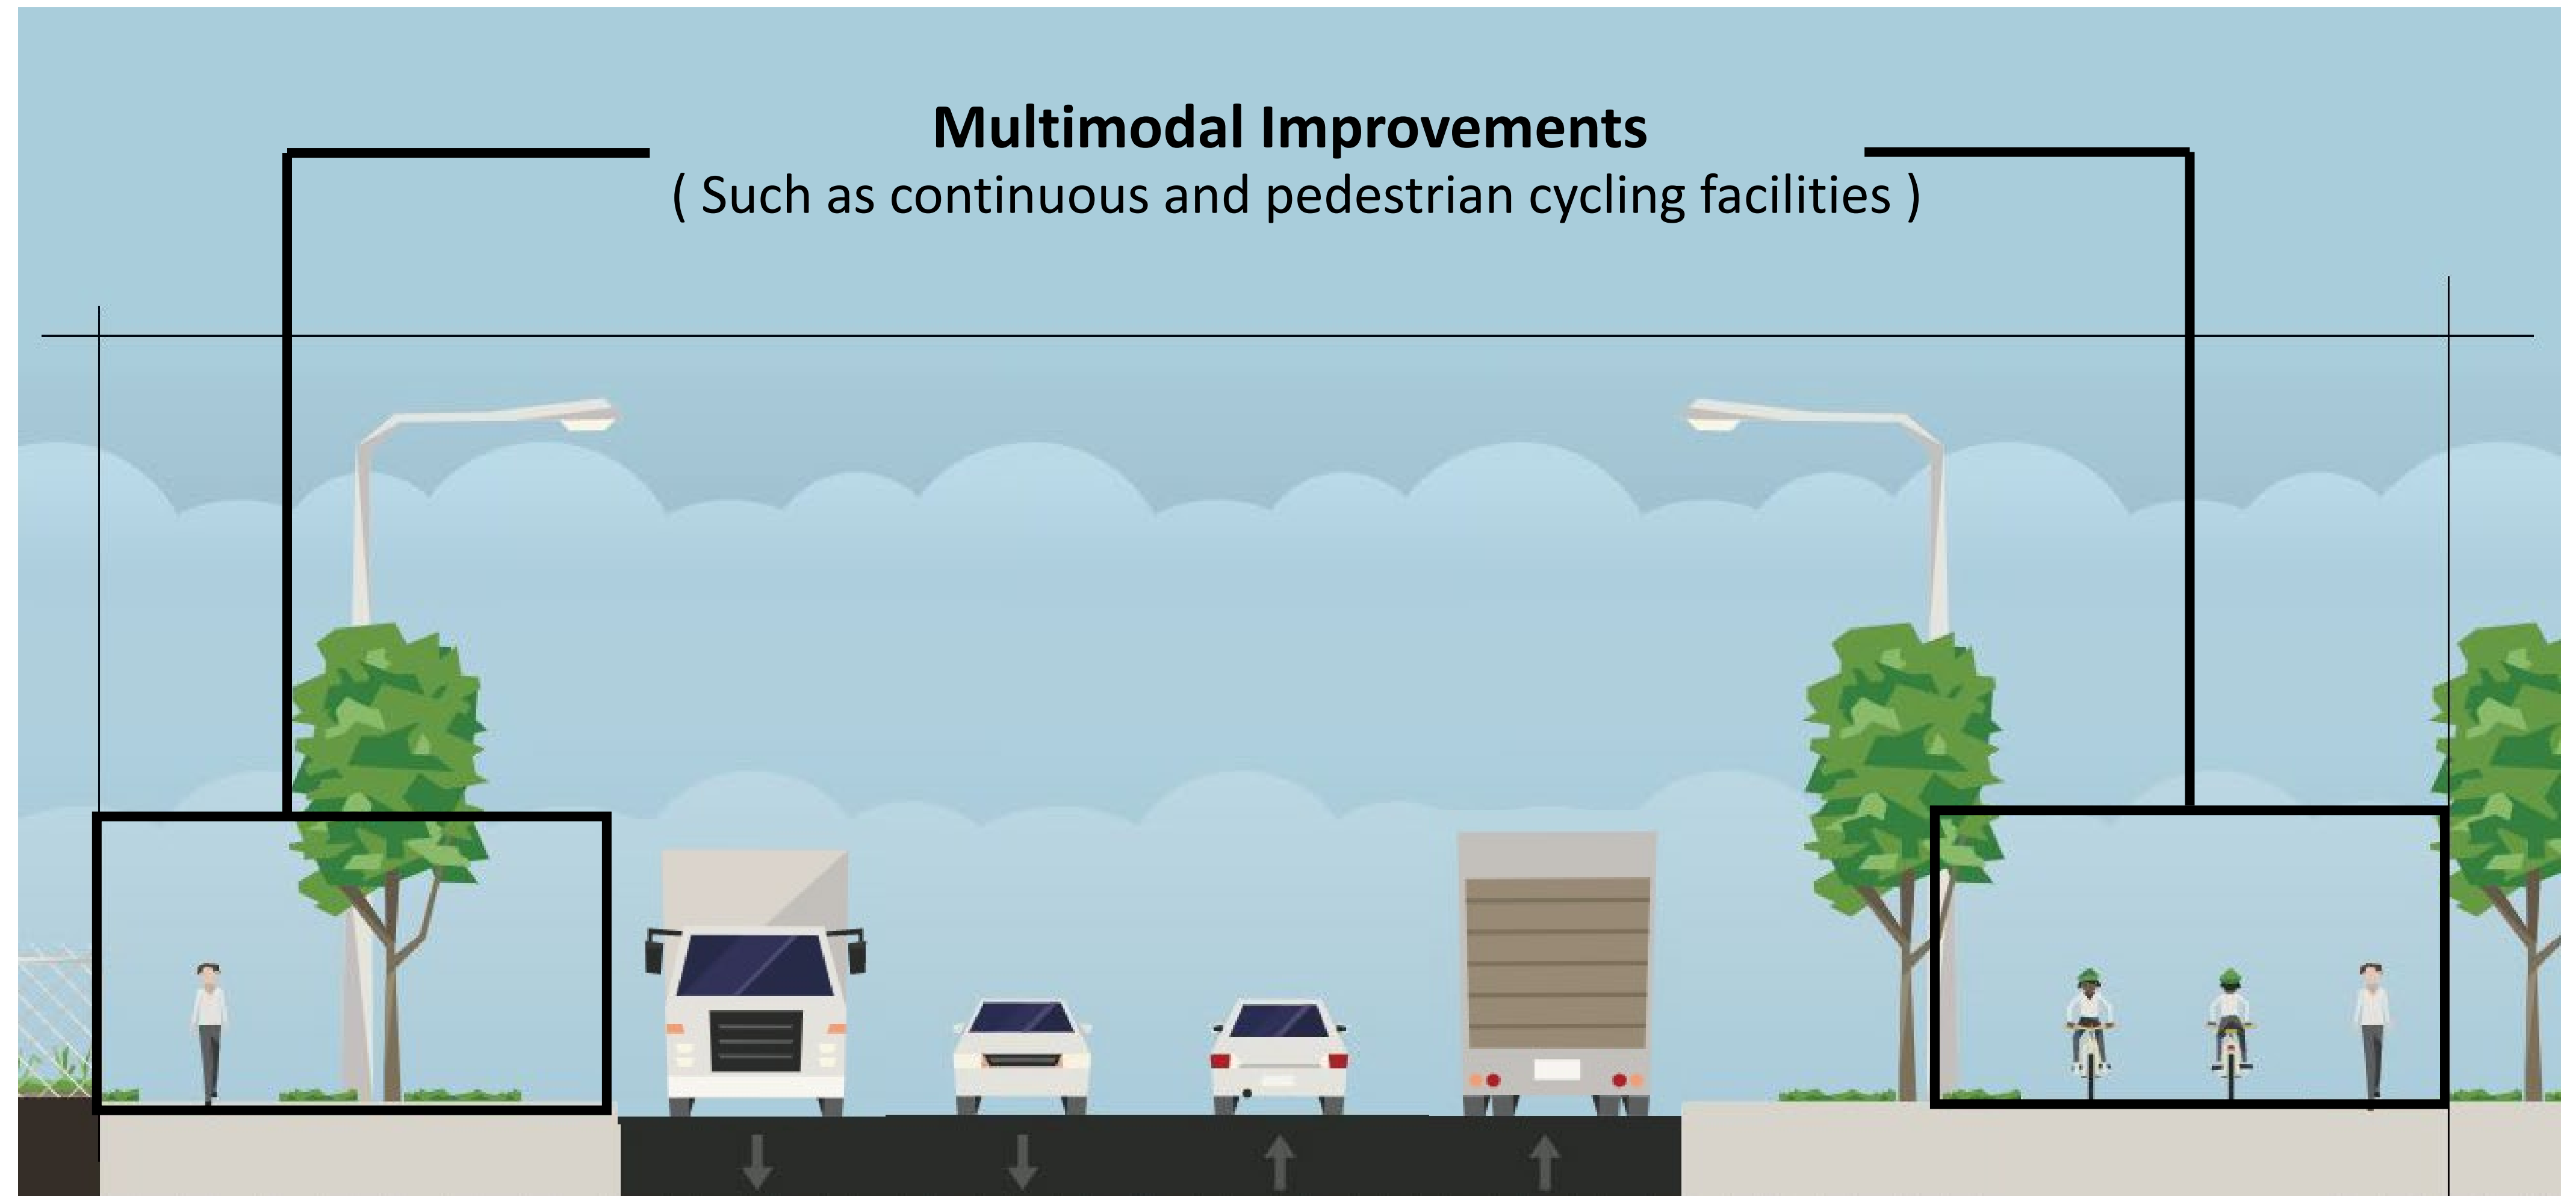 Multimodal Improvements
( Such as continuous and pedestrian cycling facilities )